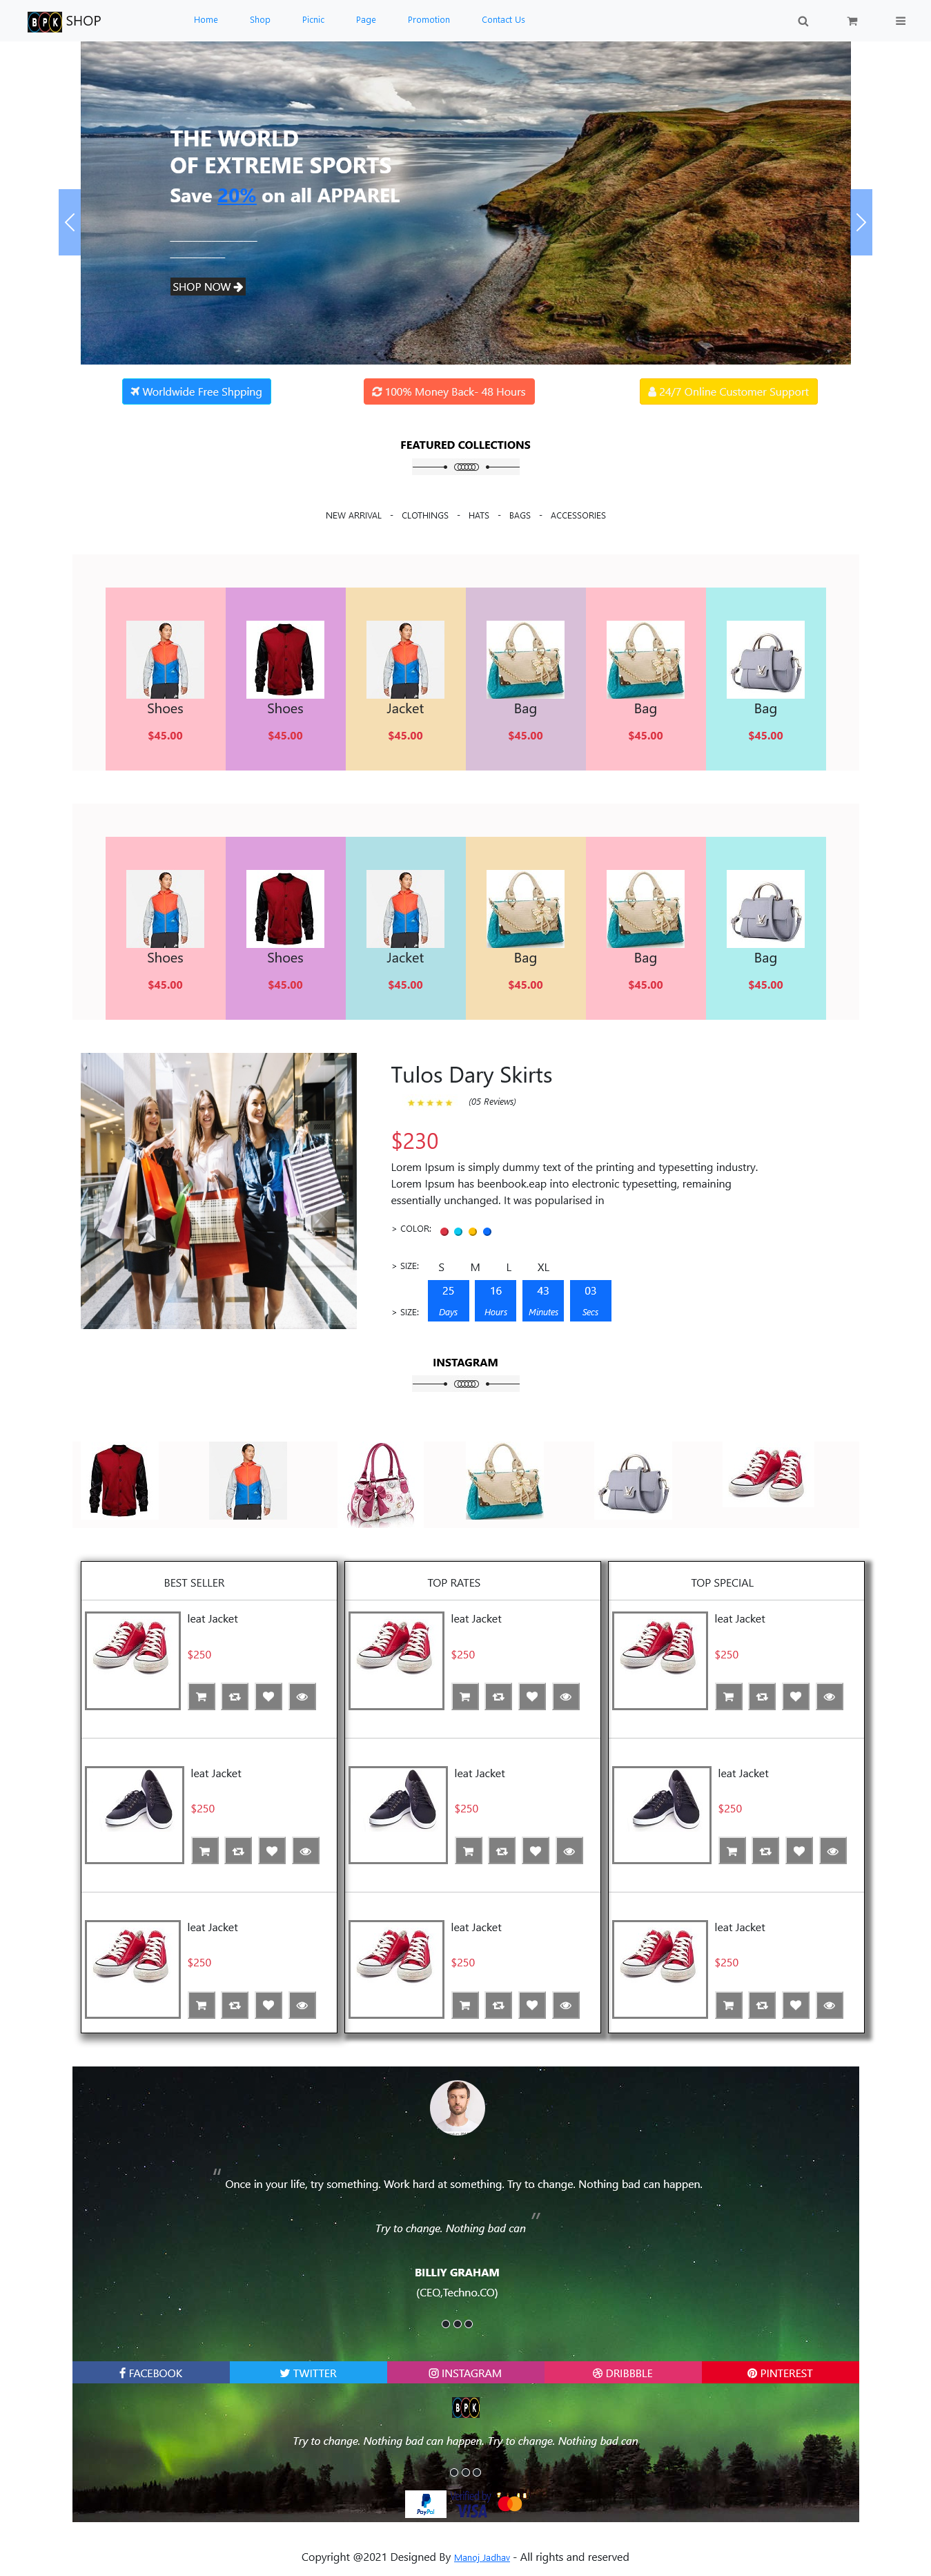 BPK SHOP Home Shop Picnic Page Promotion Contact Us
THE WORLD
OF EXTREME SPORTS
Save 20% on all APPAREL
SHOP NOW
Worldwide Free Shpping 100% Money Back- 48 Hours 24/7 Online Customer Support
FEATURED COLLECTIONS
NEW ARRIVAL - CLOTHINGS - HATS - BAGS - ACCESSORIES
Shoes Shoes Jacket Bag Bag Bag
$45.00 $45.00 $45.00 $45.00 $45.00 $45.00
Shoes Shoes Jacket Bag Bag Bag
$45.00 $45.00 $45.00 $45.00 $45.00 $45.00
Tulos Dary Skirts
(05 Reviews)
$230
Lorem Ipsum is simply dummy text of the printing and typesetting industry.
Lorem Ipsum has beenbook.eap into electronic typesetting, remaining
essentially unchanged. It was popularised in
> COLOR:
> SIZE: S M L XL
25 16 43 03
> SIZE: Days Hours Minutes Secs
INSTAGRAM
BEST SELLER TOP RATES TOP SPECIAL
leat Jacket leat Jacket leat Jacket
$250 $250 $250
leat Jacket leat Jacket leat Jacket
$250 $250 $250
leat Jacket leat Jacket leat Jacket
$250 $250 $250
" Once in your life, try something. Work hard at something. Try to change. Nothing bad can happen.
Try to change. Nothing bad can "
BILLIY GRAHAM
(CEO,Techno.CO)
FACEBOOK TWITTER INSTAGRAM DRIBBBLE PINTEREST
BPK
Try to change. Nothing bad can happen. Try to change. Nothing bad can
PayPal Verified by VISA
Copyright @2021 Designed By Manoj Jadhav - All rights and reserved